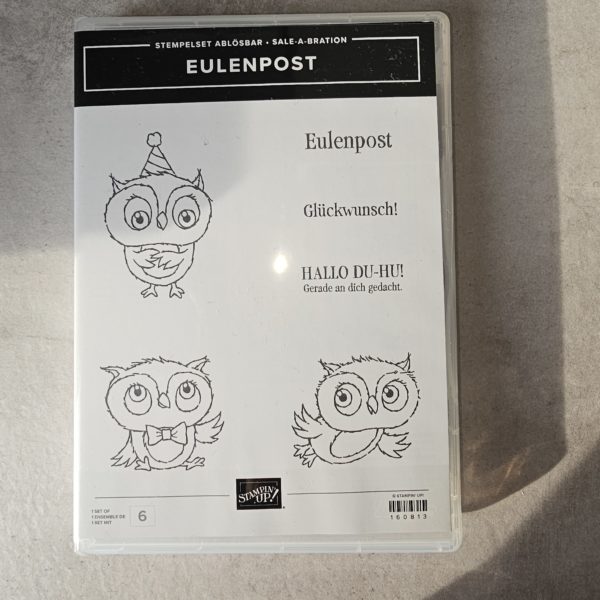 STEMPELSET ABLÖSBAR • SALE-A-BRATION
EULENPOST
Eulenpost
Glückwunsch!
HALLO DU-HU!
Gerade an dich gedacht.
STAMPIN' UP!
1 SET OF
1 ENSEMBLE DE
1 SET MIT
6
© STAMPIN' UP!
160813